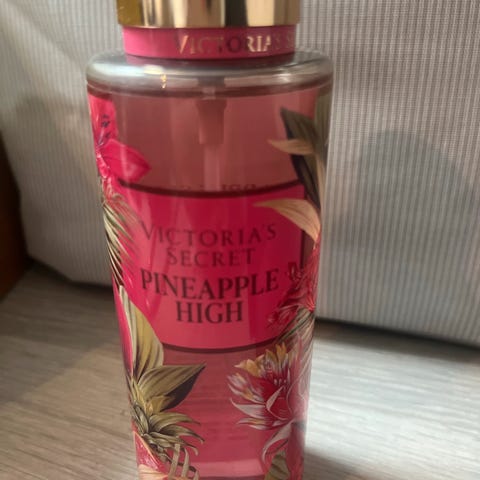 VICTORIA'S S
VICTORIA'S
SECRET
PINEAPPLE
HIGH